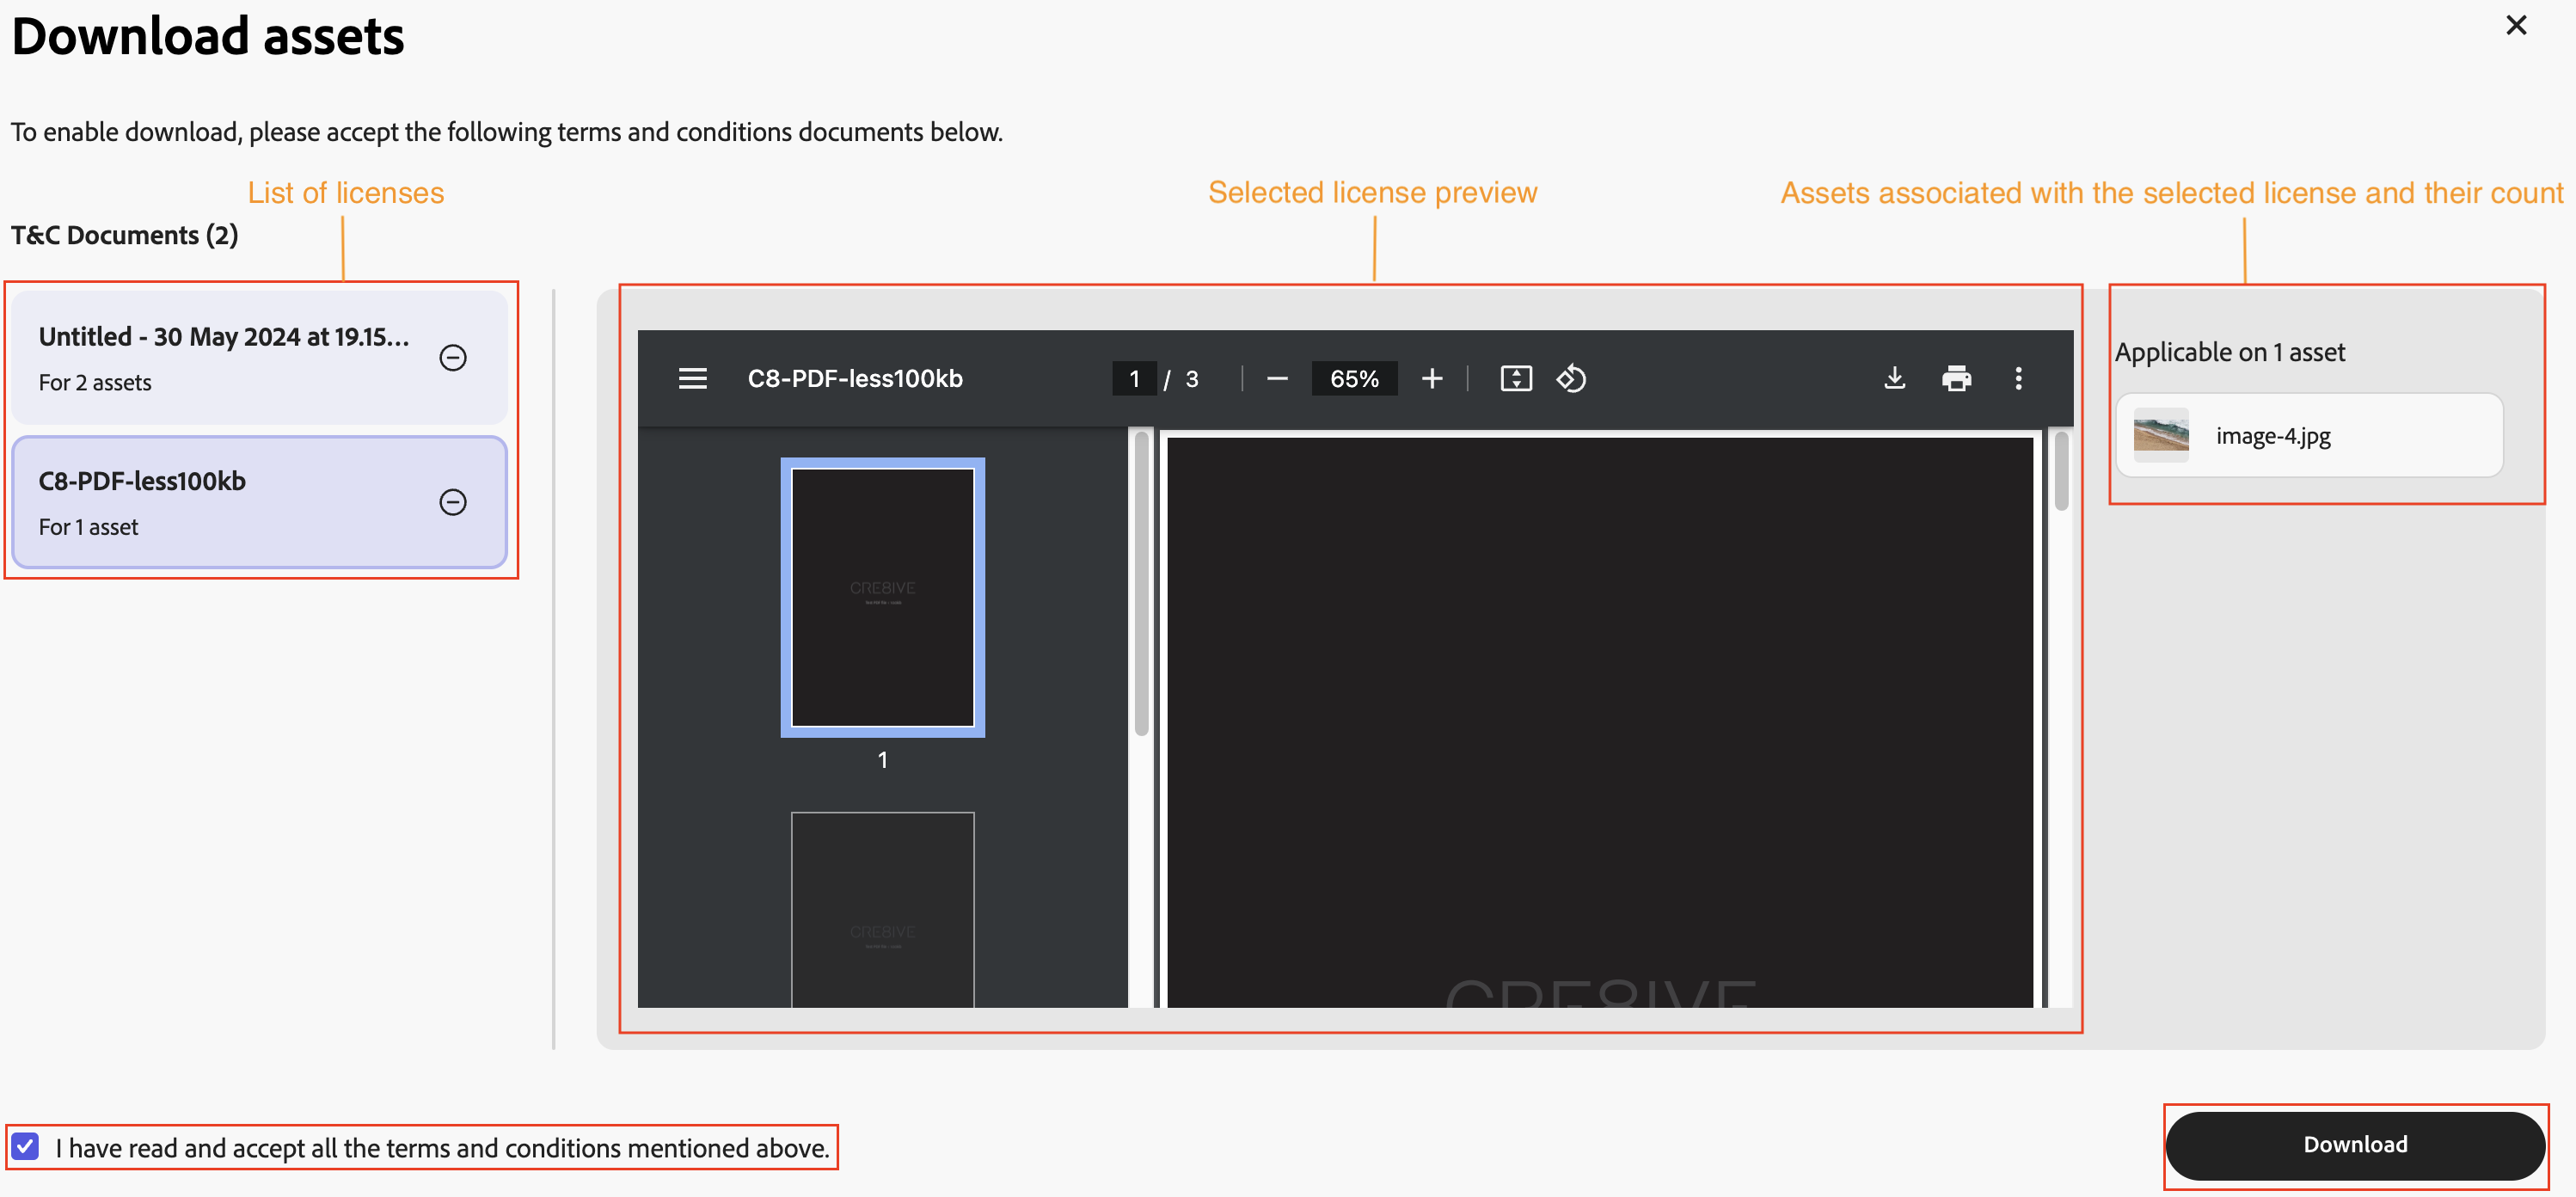 Download assets
To enable download, please accept the following terms and conditions documents below.
List of licenses
Selected license preview
Assets associated with the selected license and their count
T&C Documents (2)
Untitled - 30 May 2024 at 19.15...
For 2 assets
C8-PDF-less100kb
For 1 asset
C8-PDF-less100kb
1 / 3
65%
CRE8IVE
1
CRE8IVE
CRE8IVE
Applicable on 1 asset
image-4.jpg
I have read and accept all the terms and conditions mentioned above.
Download